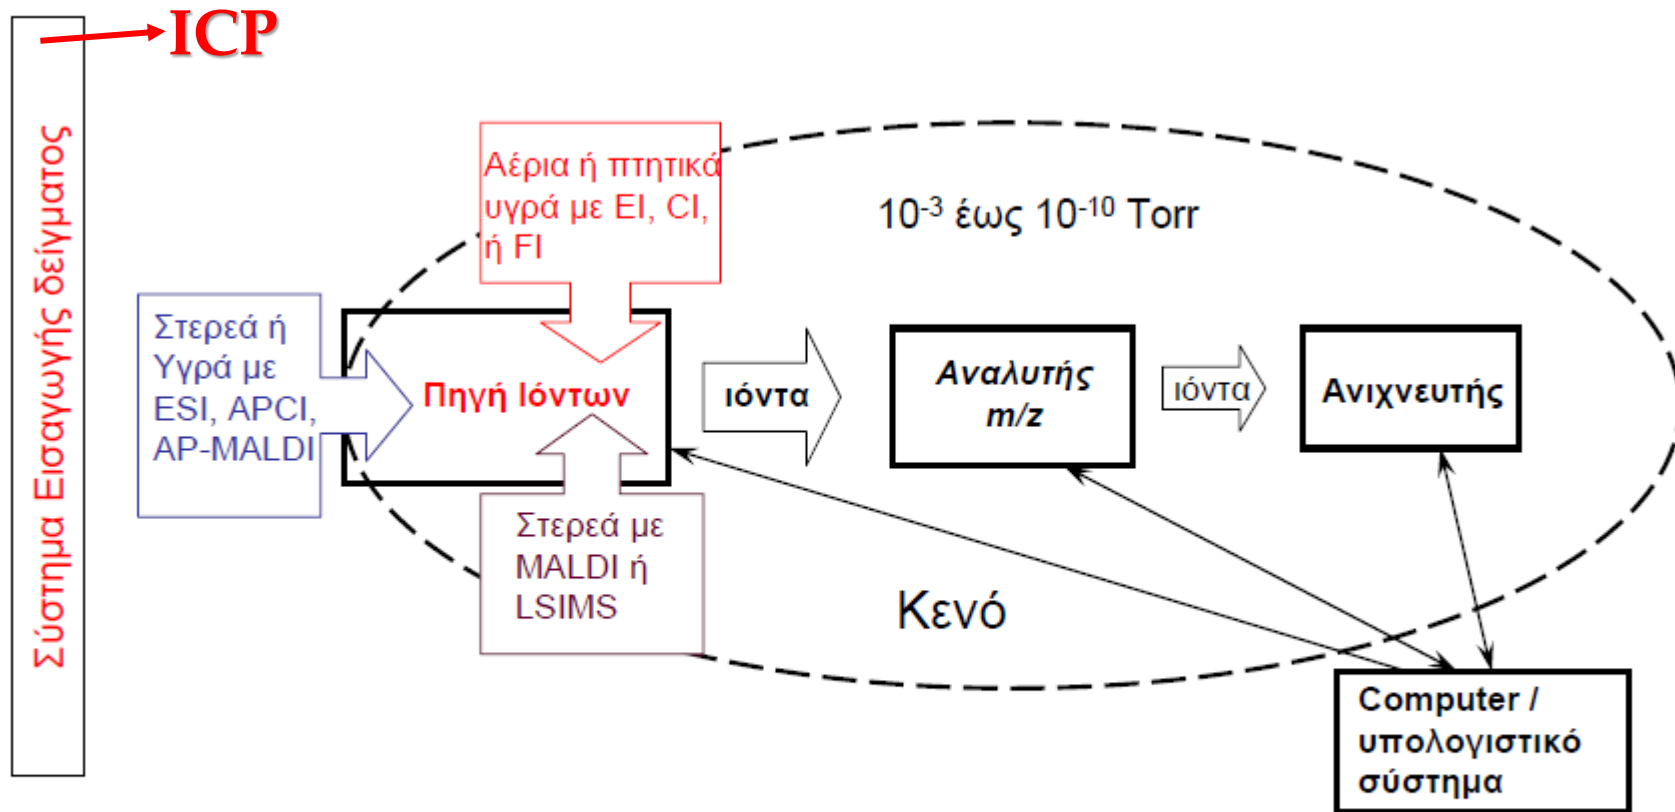 ICP
Σύστημα Εισαγωγής δείγματος
Αέρια ή πτητικά
υγρά με EI, CI,
ή FI
10⁻³ έως 10⁻¹⁰ Torr
Στερεά ή
Υγρά με
ESI, APCI,
AP-MALDI
Πηγή Ιόντων
ιόντα
Αναλυτής
m/z
ιόντα
Ανιχνευτής
Στερεά με
MALDI ή
LSIMS
Κενό
Computer /
υπολογιστικό
σύστημα